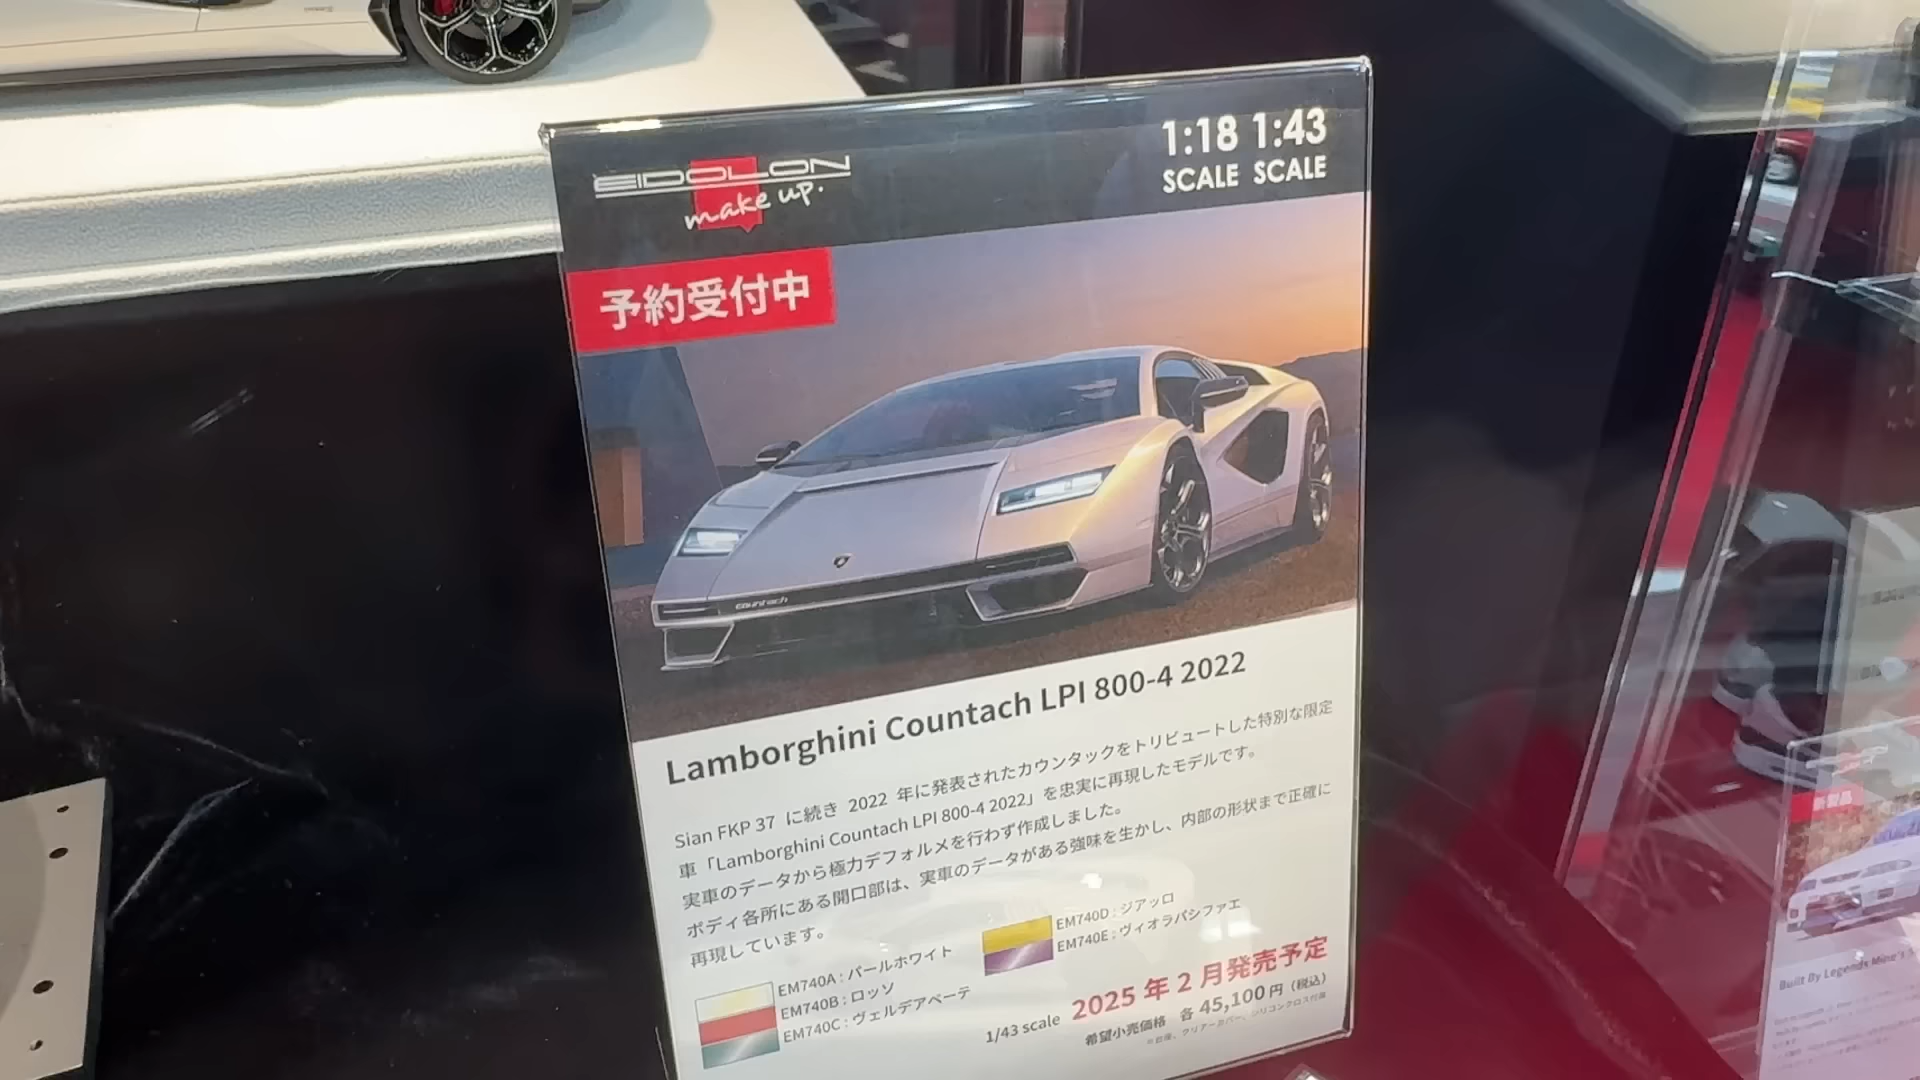 EIDOLON
make up.
1:18 1:43
SCALE SCALE
予約受付中
countach
Lamborghini Countach LPI 800-4 2022
Sian FKP 37 に続き 2022 年に発表されたカウンタックをトリビュートした特別な限定
車「Lamborghini Countach LPI 800-4 2022」を忠実に再現したモデルです。
実車のデータから極力デフォルメを行わず作成しました。
ボディ各所にある開口部は、実車のデータがある強味を生かし、内部の形状まで正確に
再現しています。
EM740A : パールホワイト
EM740B : ロッソ
EM740C : ヴェルデアベーテ
EM740D : ジアッロ
EM740E : ヴィオラパシファエ
2025 年 2 月発売予定
1/43 scale 希望小売価格 各 45,100 円（税込）
新製品
Built By Legends Mine's